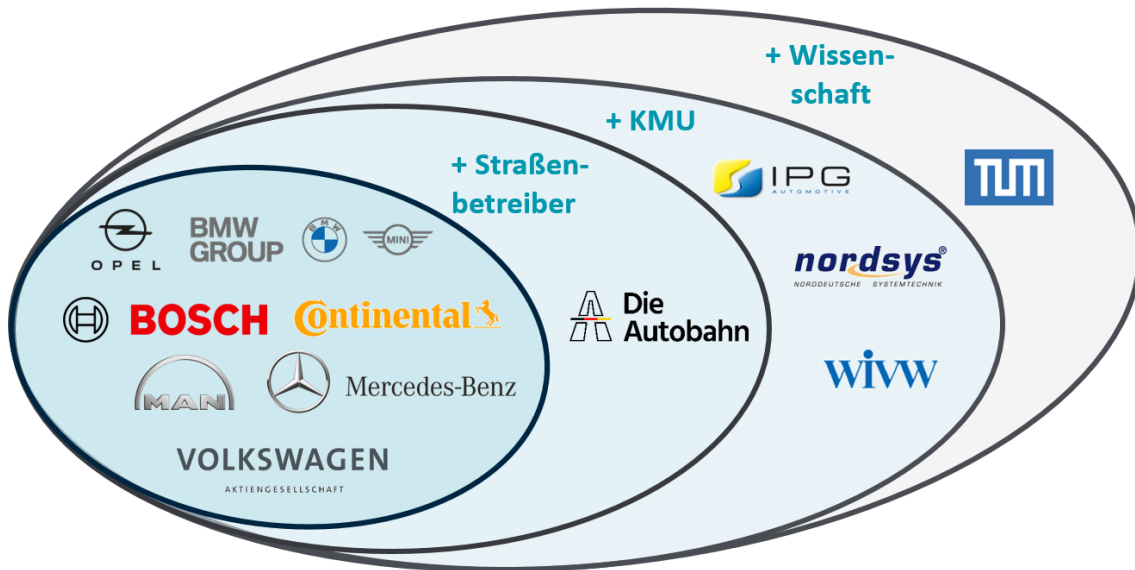 + Wissen-
schaft
+ KMU
+ Straßen-
betreiber
IPG
AUTOMOTIVE
TUM
OPEL
BMW
GROUP
BMW
MINI
nordsys®
NORDDEUTSCHE SYSTEMTECHNIK
BOSCH
Continental
Die
Autobahn
MAN
Mercedes-Benz
wivw
VOLKSWAGEN
AKTIENGESELLSCHAFT